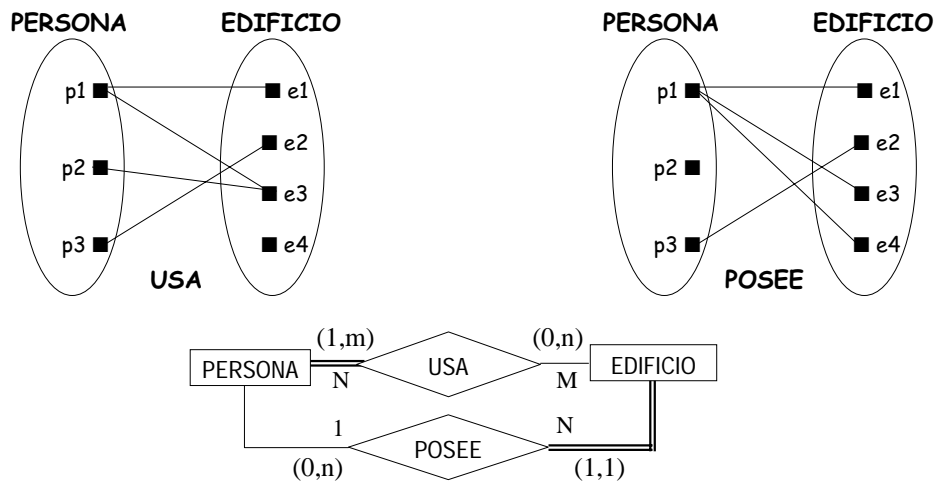 PERSONA EDIFICIO PERSONA EDIFICIO
p1 e1 p1 e1
e2 e2
p2 p2
e3 e3
p3 e4 p3 e4
USA POSEE
(1,m) (0,n)
PERSONA USA EDIFICIO
N M
1 N
POSEE
(0,n) (1,1)